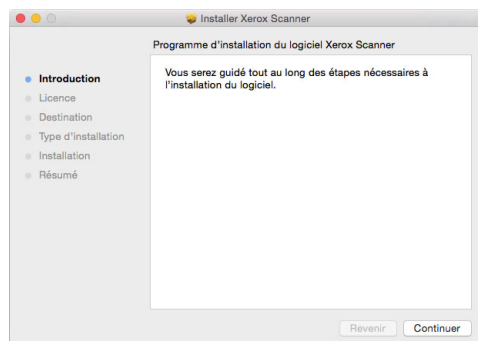 Installer Xerox Scanner
Programme d'installation du logiciel Xerox Scanner
Introduction
Licence
Destination
Type d'installation
Installation
Résumé
Vous serez guidé tout au long des étapes nécessaires à
l'installation du logiciel.
Revenir
Continuer